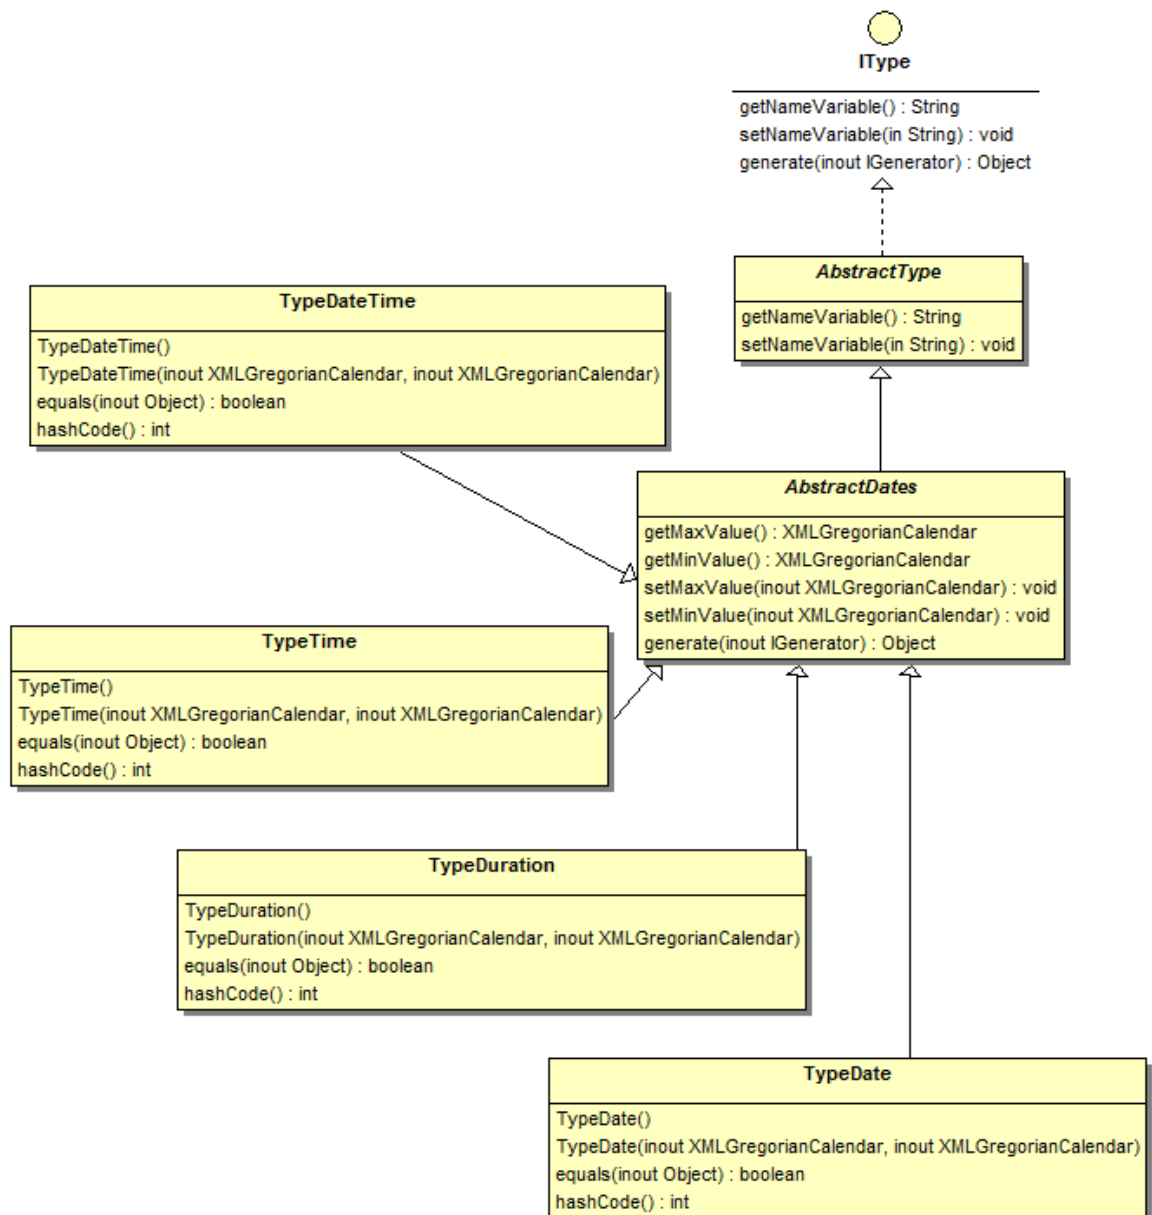 IType
getNameVariable() : String
setNameVariable(in String) : void
generate(inout IGenerator) : Object
AbstractType
getNameVariable() : String
setNameVariable(in String) : void
TypeDateTime
TypeDateTime()
TypeDateTime(inout XMLGregorianCalendar, inout XMLGregorianCalendar)
equals(inout Object) : boolean
hashCode() : int
AbstractDates
getMaxValue() : XMLGregorianCalendar
getMinValue() : XMLGregorianCalendar
setMaxValue(inout XMLGregorianCalendar) : void
setMinValue(inout XMLGregorianCalendar) : void
generate(inout IGenerator) : Object
TypeTime
TypeTime()
TypeTime(inout XMLGregorianCalendar, inout XMLGregorianCalendar)
equals(inout Object) : boolean
hashCode() : int
TypeDuration
TypeDuration()
TypeDuration(inout XMLGregorianCalendar, inout XMLGregorianCalendar)
equals(inout Object) : boolean
hashCode() : int
TypeDate
TypeDate()
TypeDate(inout XMLGregorianCalendar, inout XMLGregorianCalendar)
equals(inout Object) : boolean
hashCode() : int